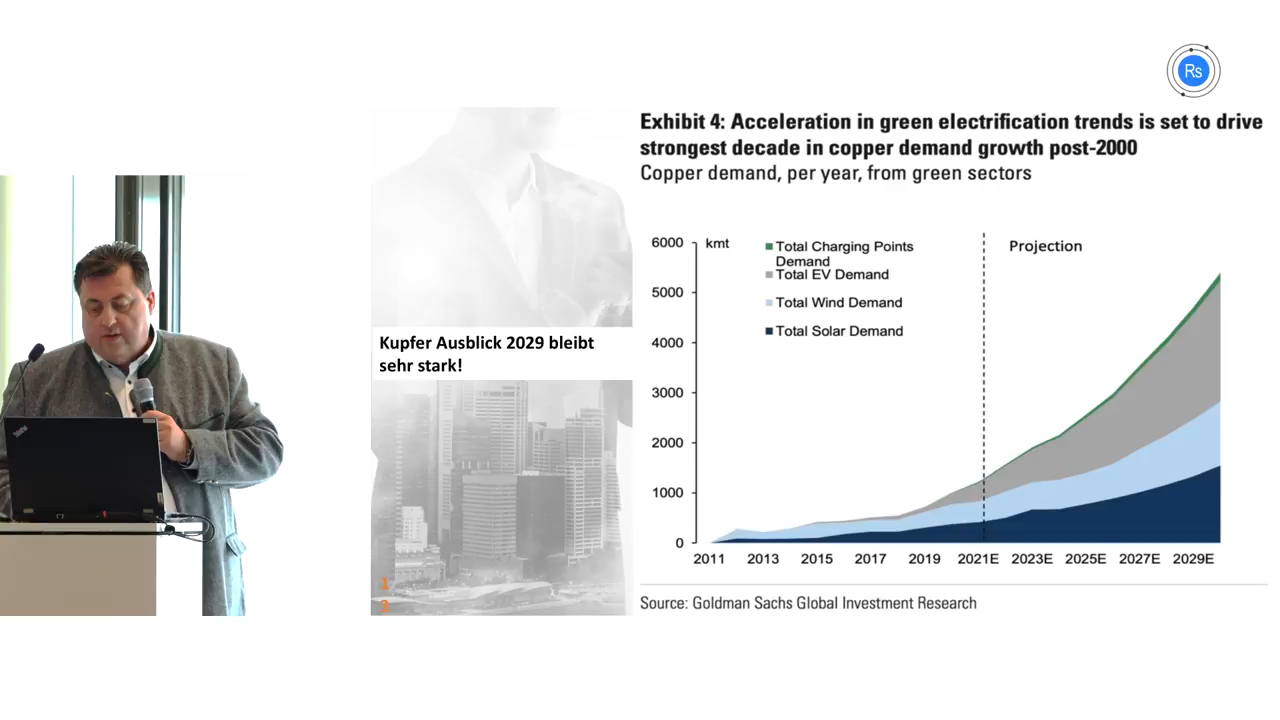 Rs
Exhibit 4: Acceleration in green electrification trends is set to drive
strongest decade in copper demand growth post-2000
Copper demand, per year, from green sectors
Kupfer Ausblick 2029 bleibt
sehr stark!
6000
kmt
Total Charging Points
Demand
Total EV Demand
Total Wind Demand
Total Solar Demand
Projection
5000
4000
3000
2000
1000
0
2011
2013
2015
2017
2019
2021E
2023E
2025E
2027E
2029E
Source: Goldman Sachs Global Investment Research
ThinkPad
1
2